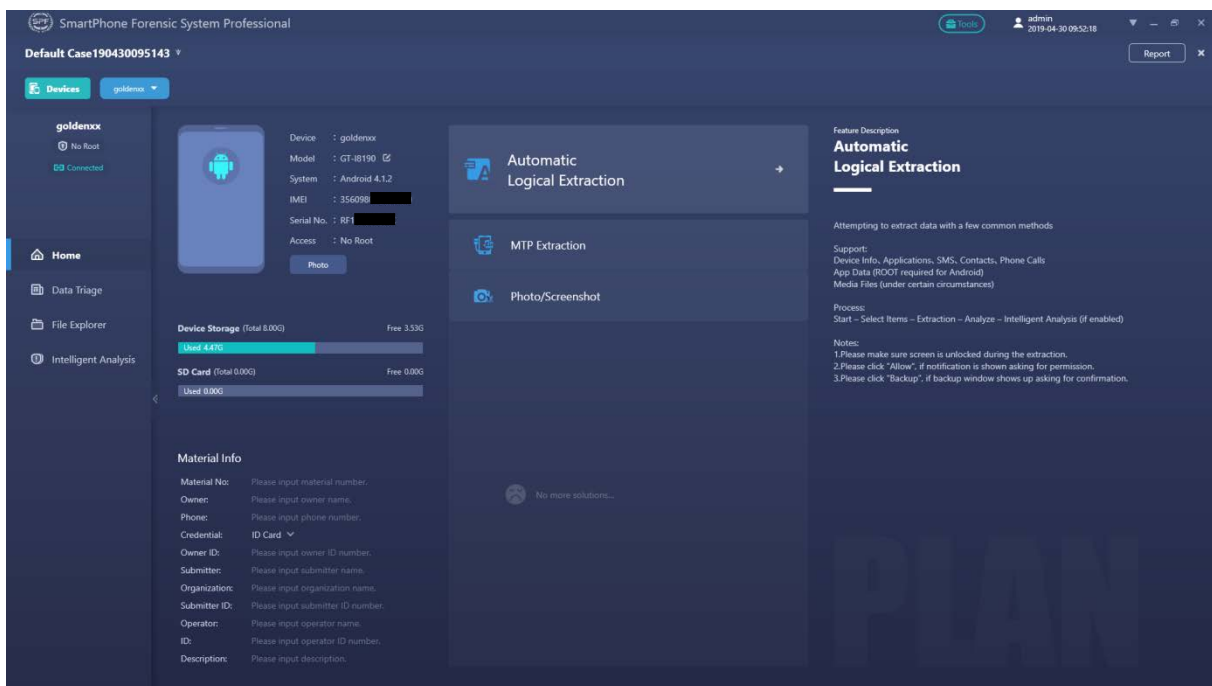 SPF
SmartPhone Forensic System Professional
Tools
admin
2019-04-30 09:52:18
Default Case190430095143
Report
Devices
goldenxx
goldenxx
No Root
Connected
Home
Data Triage
File Explorer
Intelligent Analysis
Device : goldenxx
Model : GT-I8190
System : Android 4.1.2
IMEI : 356098
Serial No. : RF1
Access : No Root
Photo
Device Storage (Total 8.00G) Free 3.53G
Used 4.47G
SD Card (Total 0.00G) Free 0.00G
Used 0.00G
Material Info
Material No: Please input material number.
Owner: Please input owner name.
Phone: Please input phone number.
Credential: ID Card
Owner ID: Please input owner ID number.
Submitter: Please input submitter name.
Organization: Please input organization name.
Submitter ID: Please input submitter ID number.
Operator: Please input operator name.
ID: Please input operator ID number.
Description: Please input description.
Automatic
Logical Extraction
MTP Extraction
Photo/Screenshot
No more solutions...
Feature Description
Automatic
Logical Extraction
Attempting to extract data with a few common methods
Support:
Device Info、Applications、SMS、Contacts、Phone Calls
App Data (ROOT required for Android)
Media Files (under certain circumstances)
Process:
Start – Select Items – Extraction – Analyze – Intelligent Analysis (if enabled)
Notes:
1.Please make sure screen is unlocked during the extraction.
2.Please click "Allow", if notification is shown asking for permission.
3.Please click "Backup", if backup window shows up asking for confirmation.
PLAN